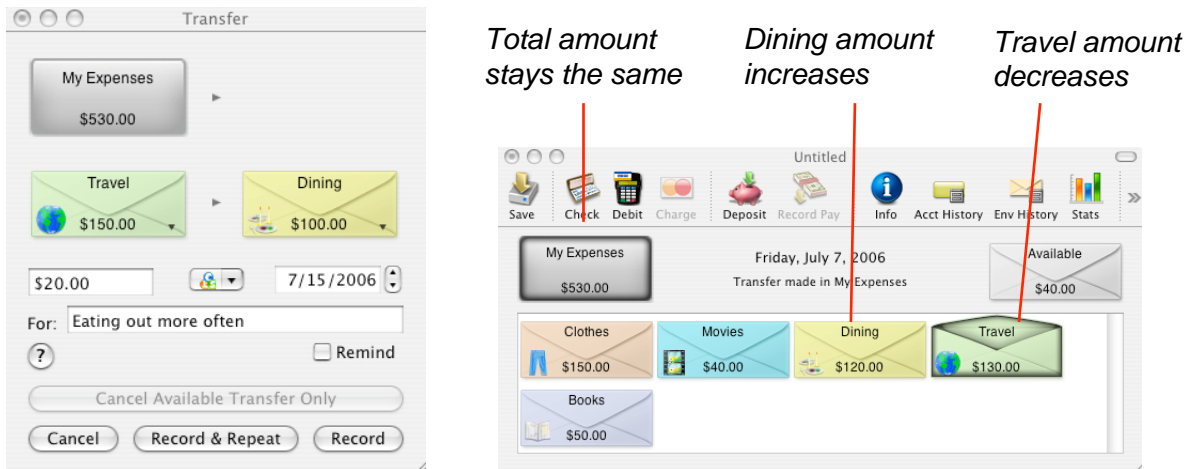 Transfer
My Expenses
$530.00
Travel
$150.00
Dining
$100.00
$20.00
7/15/2006
For: Eating out more often
?
Remind
Cancel Available Transfer Only
Cancel
Record & Repeat
Record
Total amount
stays the same
Dining amount
increases
Travel amount
decreases
Untitled
Save
Check
Debit
Charge
Deposit
Record Pay
Info
Acct History
Env History
Stats
My Expenses
$530.00
Friday, July 7, 2006
Transfer made in My Expenses
Available
$40.00
Clothes
$150.00
Movies
$40.00
Dining
$120.00
Travel
$130.00
Books
$50.00